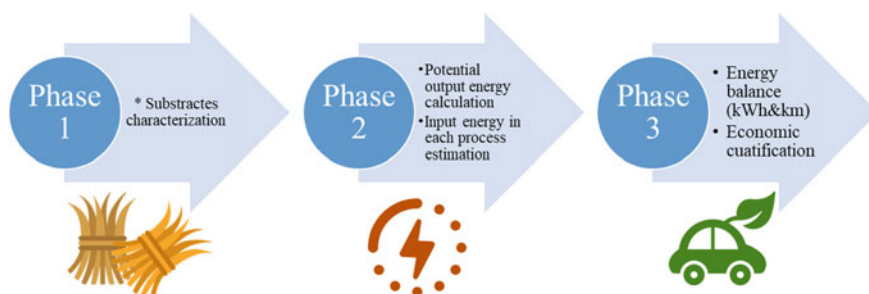 Phase
1
* Substractes
characterization
Phase
2
•Potential
output energy
calculation
•Input energy in
each process
estimation
Phase
3
• Energy
balance
(kWh&km)
• Economic
cuatification